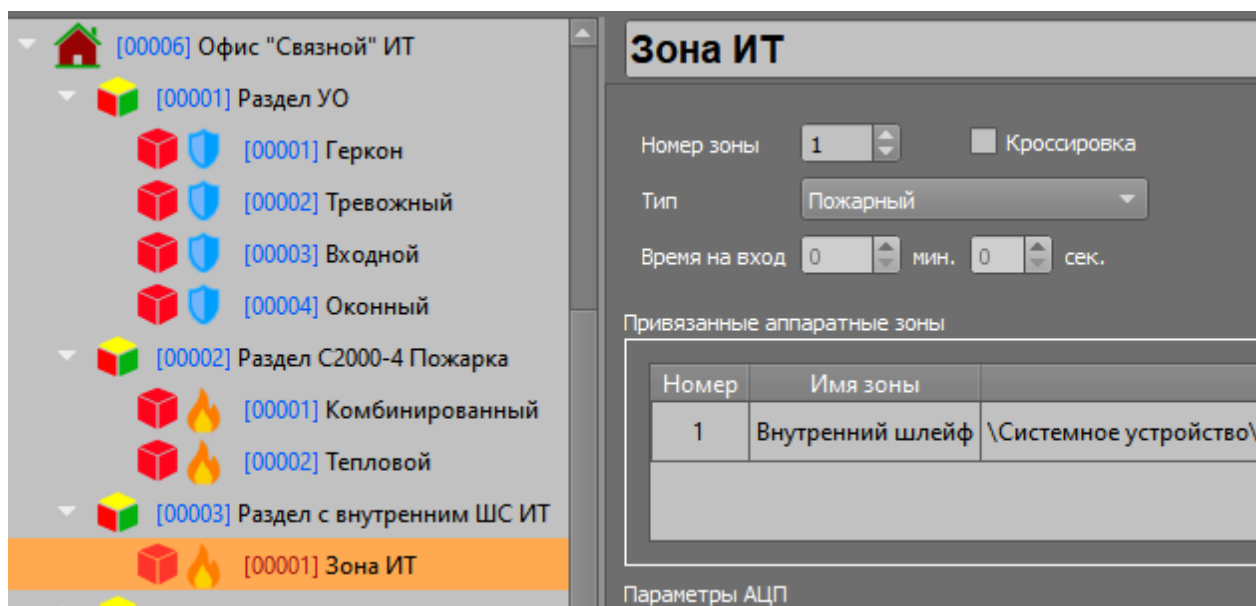 [00006] Офис "Связной" ИТ
[00001] Раздел УО
[00001] Геркон
[00002] Тревожный
[00003] Входной
[00004] Оконный
[00002] Раздел С2000-4 Пожарка
[00001] Комбинированный
[00002] Тепловой
[00003] Раздел с внутренним ШС ИТ
[00001] Зона ИТ
Зона ИТ
Номер зоны 1 Кроссировка
Тип Пожарный
Время на вход 0 мин. 0 сек.
Привязанные аппаратные зоны
Номер Имя зоны
1 Внутренний шлейф \Системное устройство\
Параметры АЦП